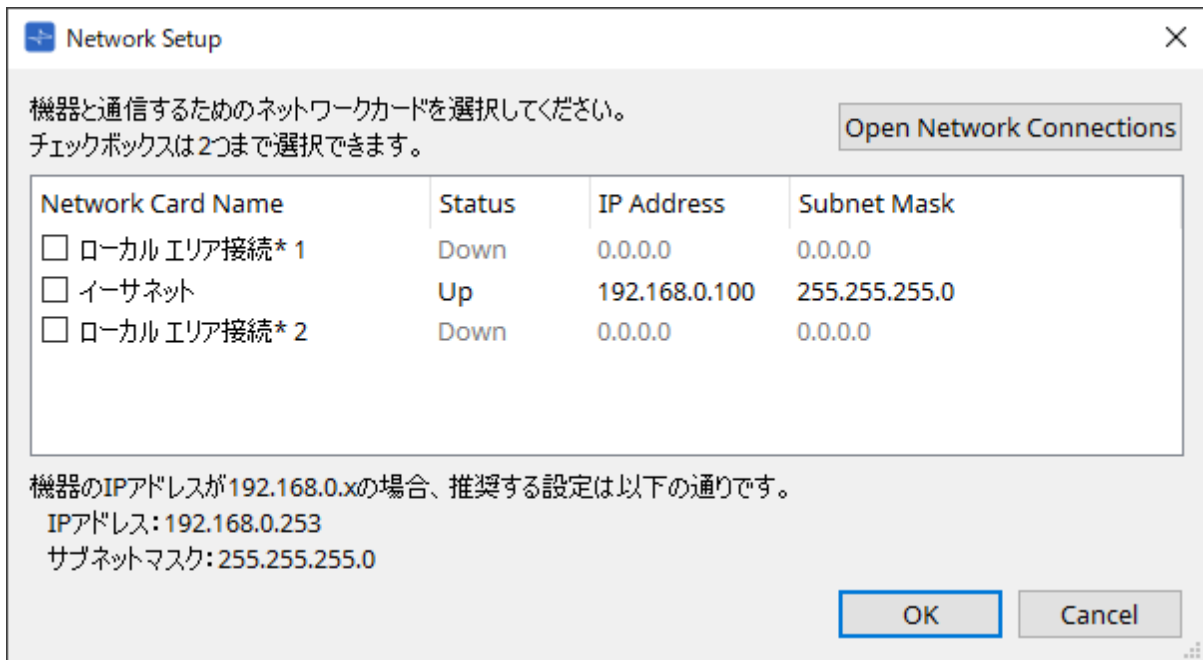 Network Setup
機器と通信するためのネットワークカードを選択してください。
チェックボックスは2つまで選択できます。
Open Network Connections
Network Card Name Status IP Address Subnet Mask
ローカル エリア接続* 1 Down 0.0.0.0 0.0.0.0
イーサネット Up 192.168.0.100 255.255.255.0
ローカル エリア接続* 2 Down 0.0.0.0 0.0.0.0
機器のIPアドレスが192.168.0.xの場合、推奨する設定は以下の通りです。
IPアドレス：192.168.0.253
サブネットマスク：255.255.255.0
OK Cancel